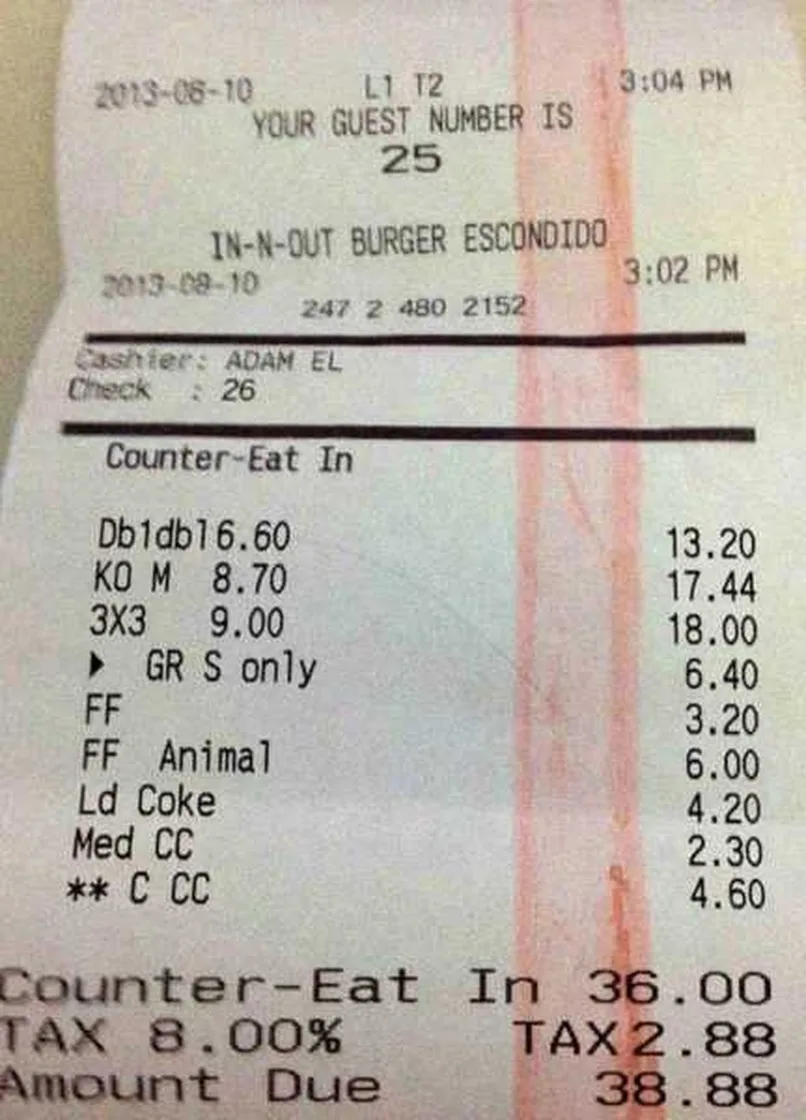 2013-06-10 L1 T2 3:04 PM
YOUR GUEST NUMBER IS
25
IN-N-OUT BURGER ESCONDIDO
2013-08-10 3:02 PM
247 2 480 2152
Cashier: ADAM EL
Check : 26
Counter-Eat In
Dbldbl6.60 13.20
KO M 8.70 17.44
3X3 9.00 18.00
▶ GR S only 6.40
FF 3.20
FF Animal 6.00
Ld Coke 4.20
Med CC 2.30
** C CC 4.60
Counter-Eat In 36.00
TAX 8.00% TAX2.88
Amount Due 38.88